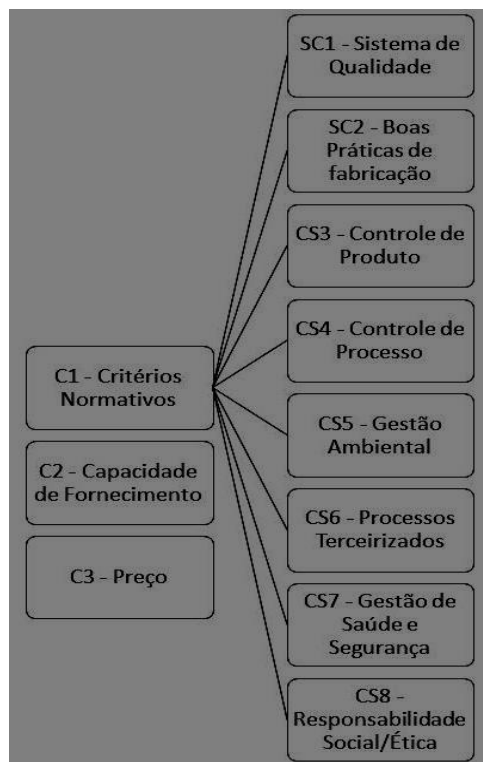 C1 - Critérios
Normativos
C2 - Capacidade
de Fornecimento
C3 - Preço
SC1 - Sistema de
Qualidade
SC2 - Boas
Práticas de
fabricação
CS3 - Controle de
Produto
CS4 - Controle de
Processo
CS5 - Gestão
Ambiental
CS6 - Processos
Terceirizados
CS7 - Gestão de
Saúde e
Segurança
CS8 -
Responsabilidade
Social/Ética